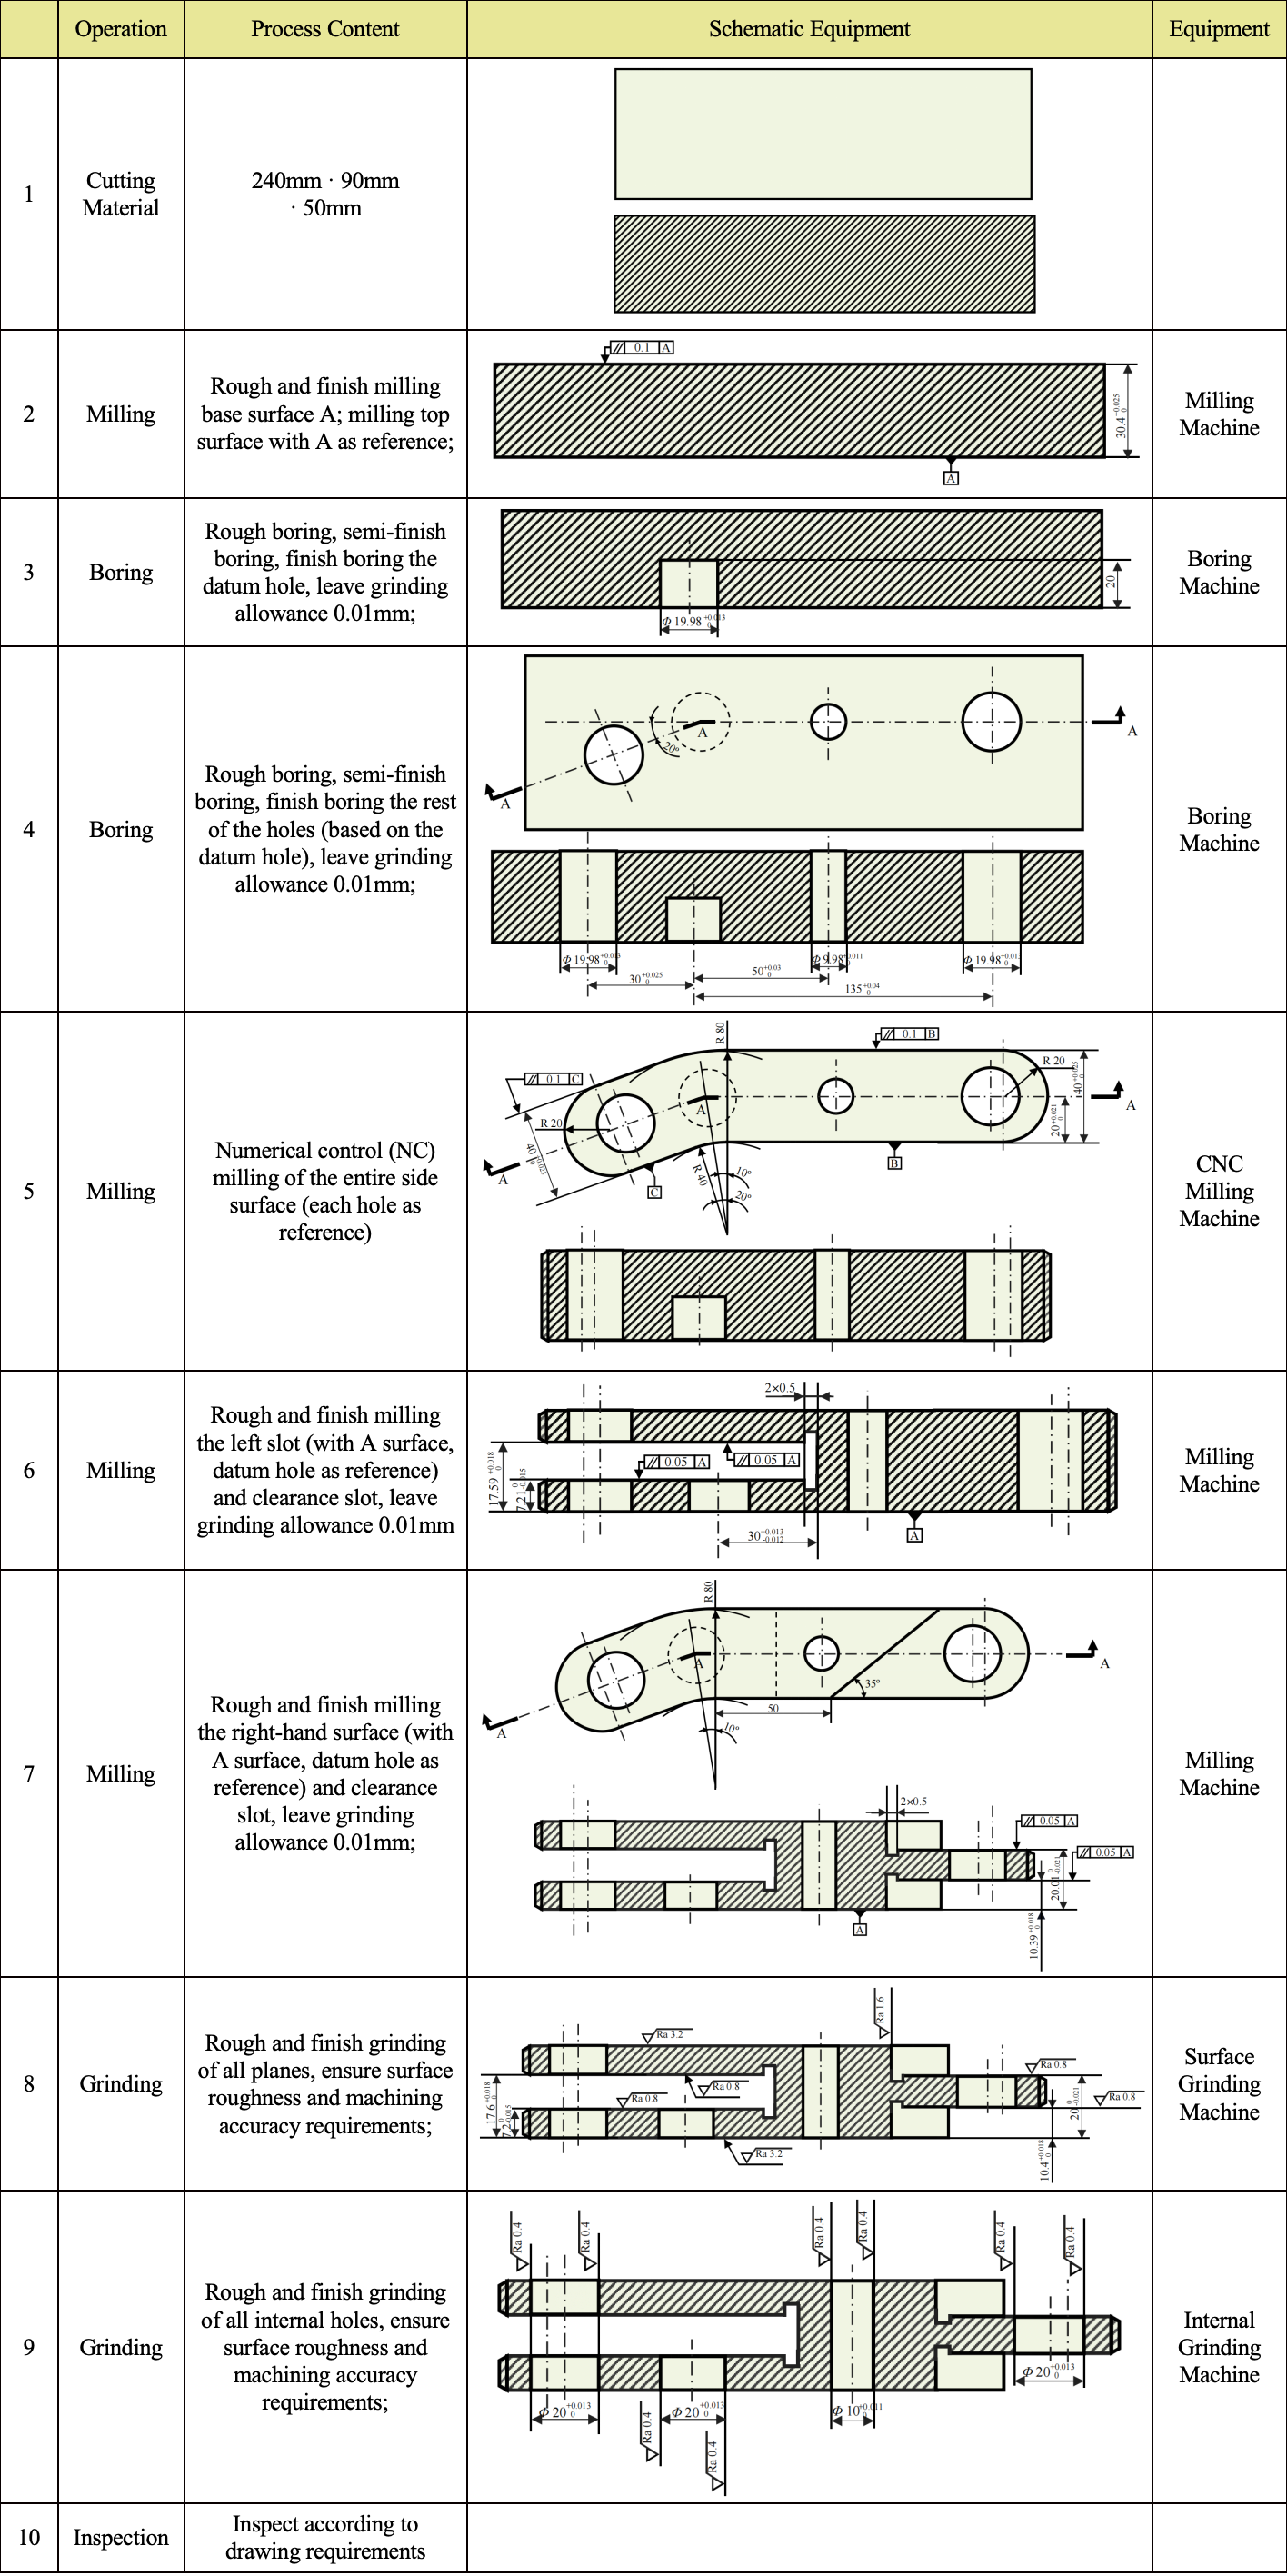 Operation
Process Content
Schematic Equipment
Equipment
1
Cutting
Material
240mm · 90mm
· 50mm
2
Milling
Rough and finish milling
base surface A; milling top
surface with A as reference;
// 0.1 A
30.4 +0.025 0
A
Milling
Machine
3
Boring
Rough boring, semi-finish
boring, finish boring the
datum hole, leave grinding
allowance 0.01mm;
20
Φ 19.98 +0.013 0
Boring
Machine
4
Boring
Rough boring, semi-finish
boring, finish boring the rest
of the holes (based on the
datum hole), leave grinding
allowance 0.01mm;
A
A
20°
A
Φ 19.98 +0.013 0
Φ 9.98 +0.011 0
Φ 19.98 +0.013 0
30 +0.025 0
50 +0.03 0
135 +0.04 0
Boring
Machine
5
Milling
Numerical control (NC)
milling of the entire side
surface (each hole as
reference)
R 80
// 0.1 B
// 0.1 C
R 20
40 +0.025 0
A
A
R 20
20 +0.021 0
40 +0.025 0
B
A
C
R 40
10°
20°
CNC
Milling
Machine
6
Milling
Rough and finish milling
the left slot (with A surface,
datum hole as reference)
and clearance slot, leave
grinding allowance 0.01mm
2×0.5
// 0.05 A
// 0.05 A
17.59 +0.018 0
7.21 0 -0.015
30 +0.013 -0.012
A
Milling
Machine
7
Milling
Rough and finish milling
the right-hand surface (with
A surface, datum hole as
reference) and clearance
slot, leave grinding
allowance 0.01mm;
R 80
A
A
35°
50
A
10°
2×0.5
// 0.05 A
// 0.05 A
20.01 0 -0.021
A
10.39 +0.018 0
Milling
Machine
8
Grinding
Rough and finish grinding
of all planes, ensure surface
roughness and machining
accuracy requirements;
Ra 1.6
Ra 3.2
Ra 0.8
Ra 0.8
Ra 0.8
Ra 0.8
17.6 +0.018 0
7.2 0 -0.015
20 0 -0.021
Ra 3.2
10.4 +0.018 0
Surface
Grinding
Machine
9
Grinding
Rough and finish grinding
of all internal holes, ensure
surface roughness and
machining accuracy
requirements;
Ra 0.4
Ra 0.4
Ra 0.4
Ra 0.4
Ra 0.4
Ra 0.4
Φ 20 +0.013 0
Φ 20 +0.013 0
Φ 20 +0.013 0
Φ 10 +0.011 0
Ra 0.4
Ra 0.4
Internal
Grinding
Machine
10
Inspection
Inspect according to
drawing requirements